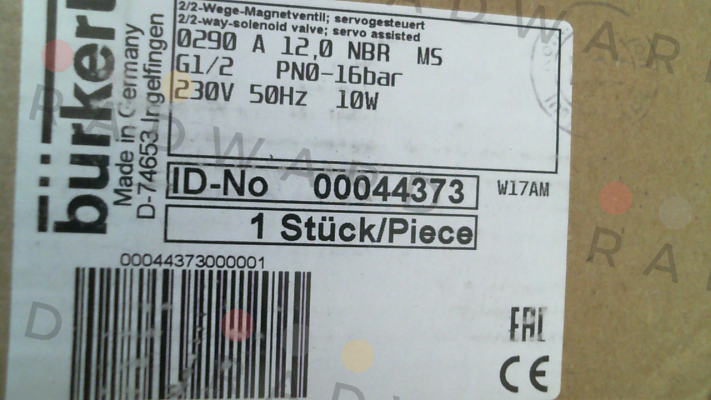 2/2-Wege-Magnetventil; servogesteuert
2/2-way-solenoid valve; servo assisted
0290 A 12,0 NBR MS
G1/2 PN0-16bar
230V 50Hz 10W
bürkert
Made in Germany
D-74653 Ingelfingen
ID-No 00044373
W17AM
1 Stück/Piece
00044373000001
EAC
CE